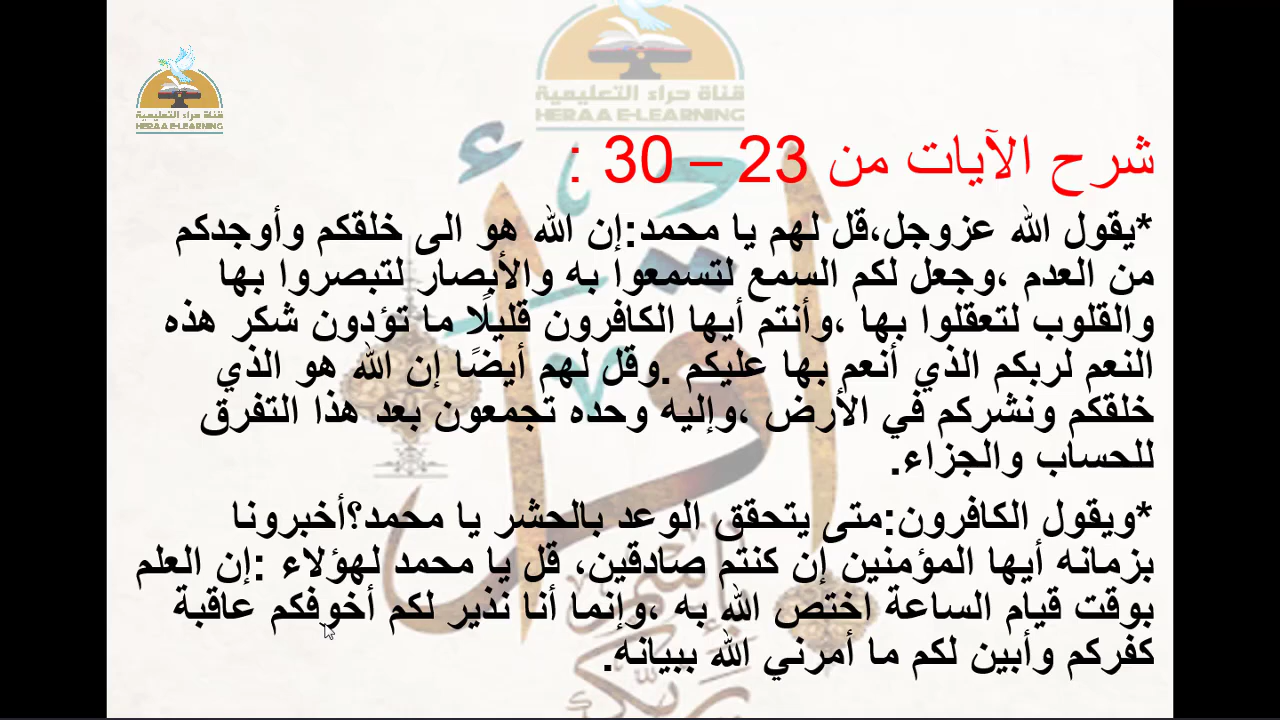 قناة حراء التعليمية
HERAA E-LEARNING
قناة حراء التعليمية
HERAA E-LEARNING
شرح الآيات من 23 – 30 :
*يقول الله عزوجل،قل لهم يا محمد:إن الله هو الى خلقكم وأوجدكم
من العدم ،وجعل لكم السمع لتسمعوا به والأبصار لتبصروا بها
والقلوب لتعقلوا بها ،وأنتم أيها الكافرون قليلًا ما تؤدون شكر هذه
النعم لربكم الذي أنعم بها عليكم .وقل لهم أيضًا إن الله هو الذي
خلقكم ونشركم في الأرض ،وإليه وحده تجمعون بعد هذا التفرق
للحساب والجزاء.
*ويقول الكافرون:متى يتحقق الوعد بالحشر يا محمد؟أخبرونا
بزمانه أيها المؤمنين إن كنتم صادقين، قل يا محمد لهؤلاء :إن العلم
بوقت قيام الساعة اختص الله به ،وإنما أنا نذير لكم أخوفكم عاقبة
كفركم وأبين لكم ما أمرني الله ببيانه.
اقرأ
باسم
ربك